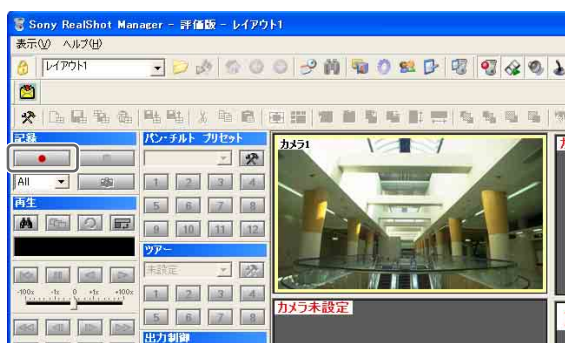 Sony RealShot Manager - 評価版 - レイアウト1
表示(V) ヘルプ(H)
レイアウト1
記録
パン・チルト プリセット
カメラ1
All
1 2 3 4
再生
5 6 7 8
9 10 11 12
ツアー
未設定
-100x -1x 0 +1x +100x
1 2 3 4
カメラ未設定
5 6 7 8
出力制御